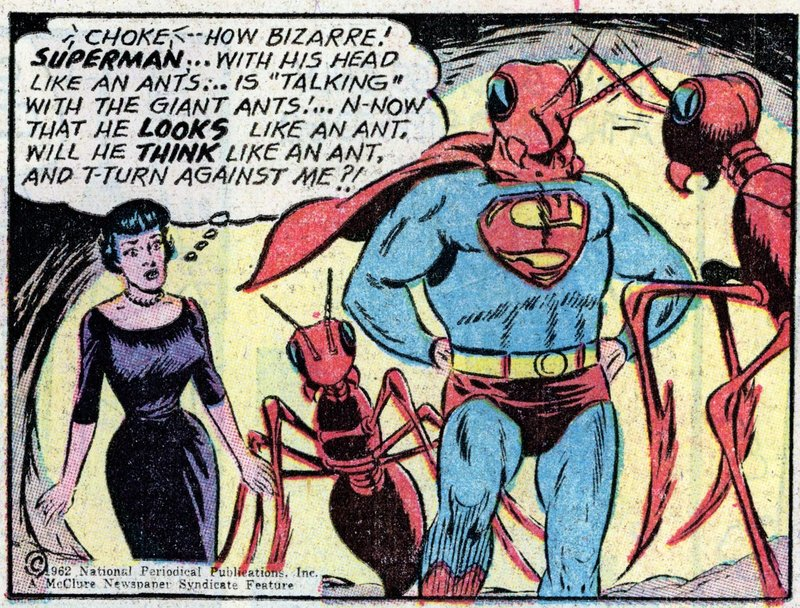 CHOKE--HOW BIZARRE!
SUPERMAN... WITH HIS HEAD
LIKE AN ANTS... IS "TALKING"
WITH THE GIANT ANTS!... N-NOW
THAT HE LOOKS LIKE AN ANT,
WILL HE THINK LIKE AN ANT,
AND T-TURN AGAINST ME?!
S
©1962 National Periodical Publications, Inc.
A McClure Newspaper Syndicate Feature